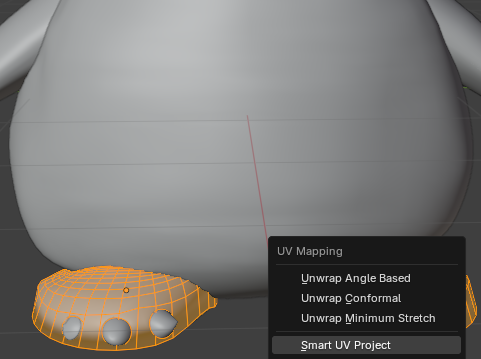 UV Mapping
Unwrap Angle Based
Unwrap Conformal
Unwrap Minimum Stretch
Smart UV Project